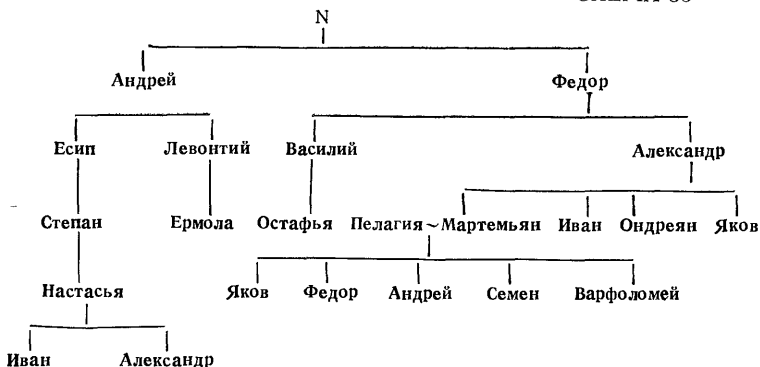 N
Андрей Федор
Есип Левонтий Василий Александр
Степан Ермола Остафья Пелагия~Мартемьян Иван Ондреян Яков
Настасья Яков Федор Андрей Семен Варфоломей
Иван Александр